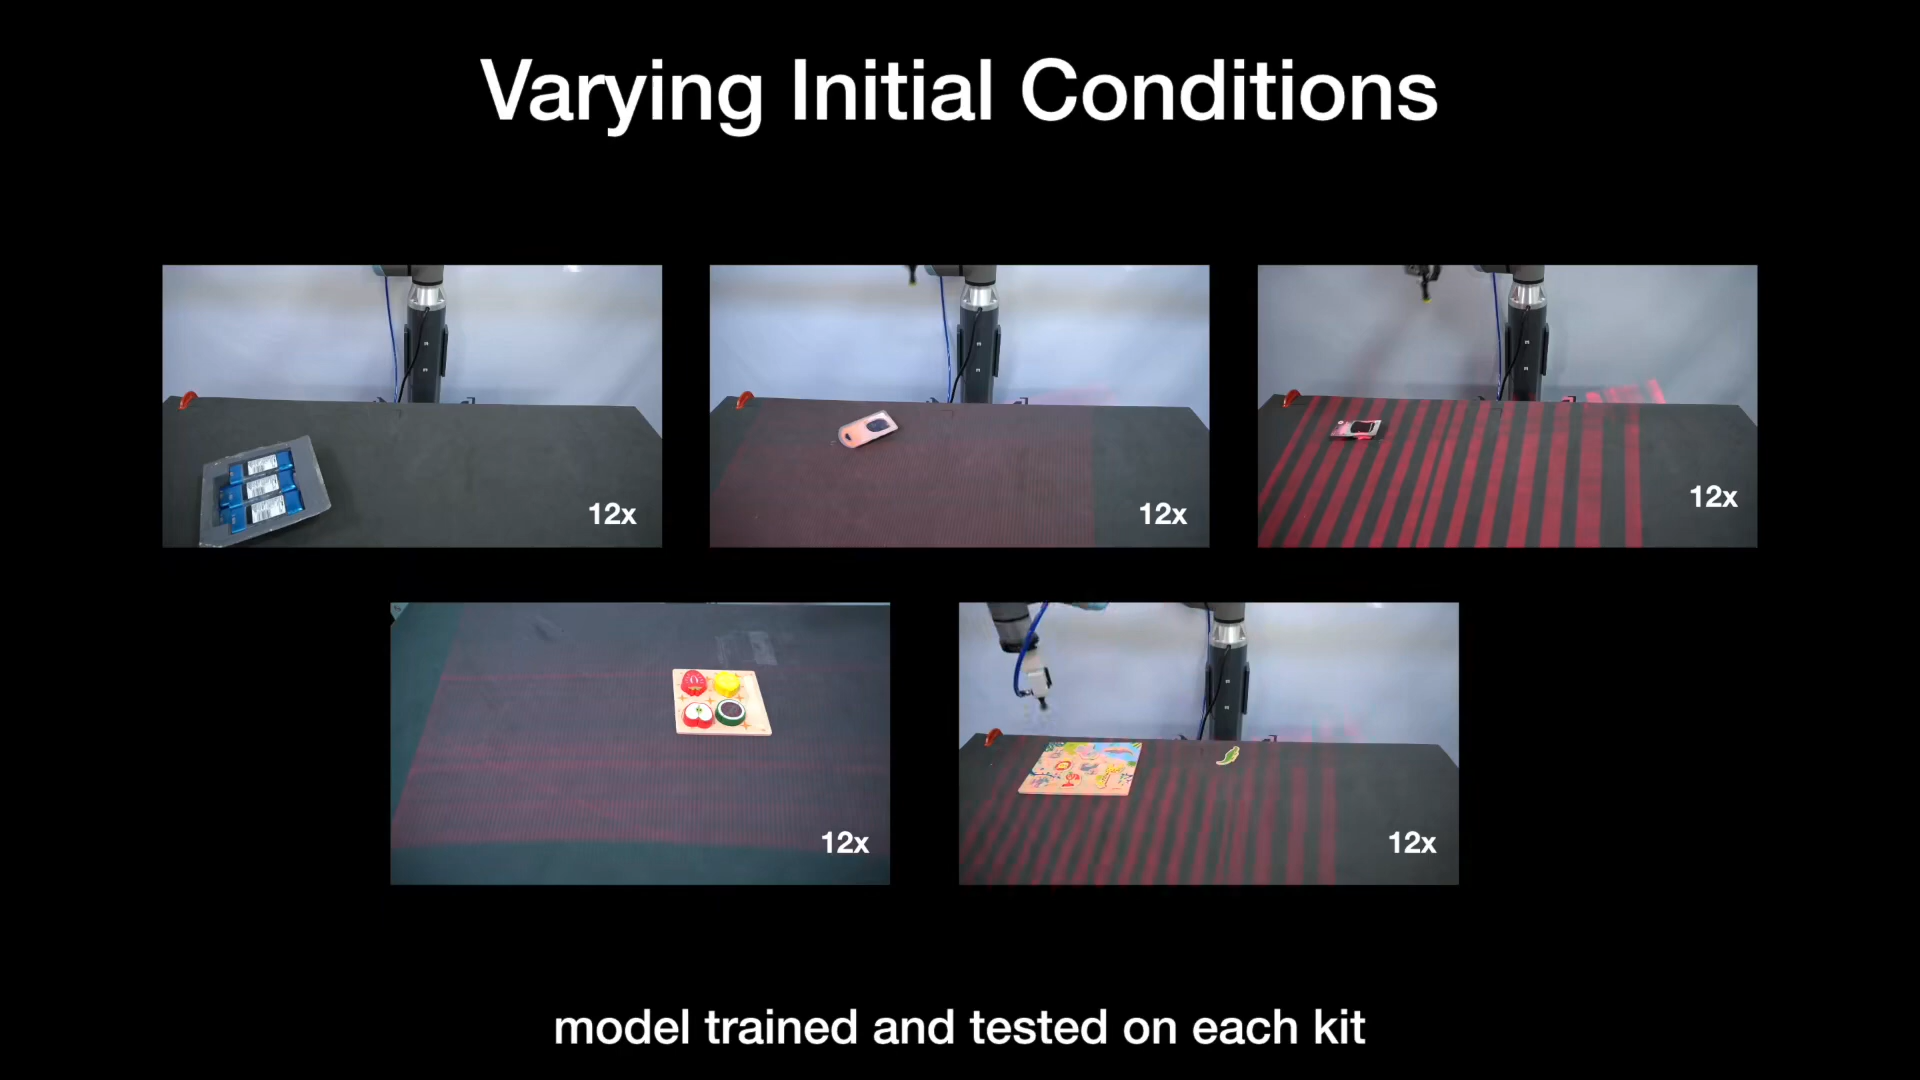 Varying Initial Conditions
12x
12x
12x
12x
12x
model trained and tested on each kit